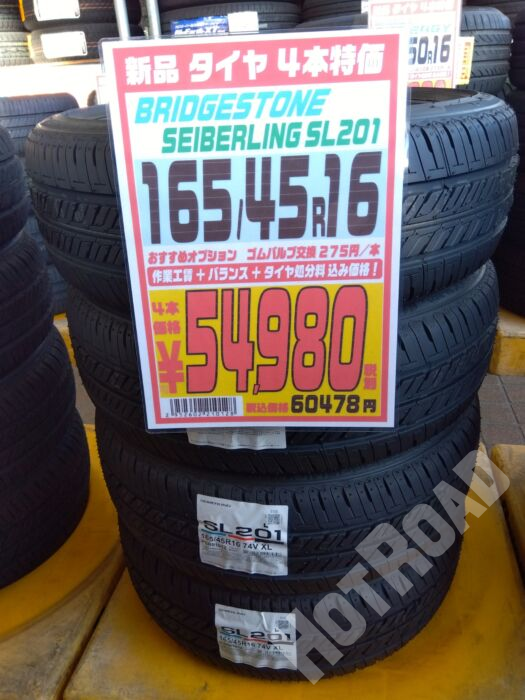 50R16
新品 タイヤ 4本特価
BRIDGESTONE
SEIBERLING SL201
165/45R16
おすすめオプション ゴムバルブ交換 275円/本
作業工賃+バランス+タイヤ処分料 込み価格!
4本価格 ¥54,980 税別
税込価格 60478円
SEIBERLING
SL201
165/45R16 74V XL
SL201
165/45R16 74V XL
HOTROAD